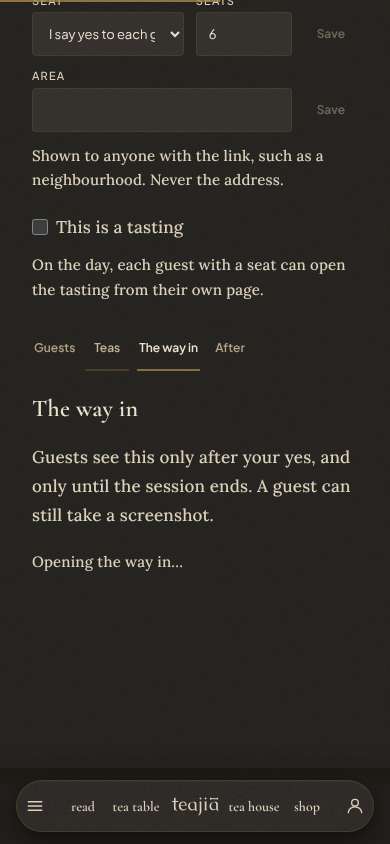 SEAT SEATS
I say yes to each g 6 Save
AREA
Save
Shown to anyone with the link, such as a
neighbourhood. Never the address.
This is a tasting
On the day, each guest with a seat can open
the tasting from their own page.
Guests Teas The way in After
The way in
Guests see this only after your yes, and
only until the session ends. A guest can
still take a screenshot.
Opening the way in...
read tea table teajiā tea house shop